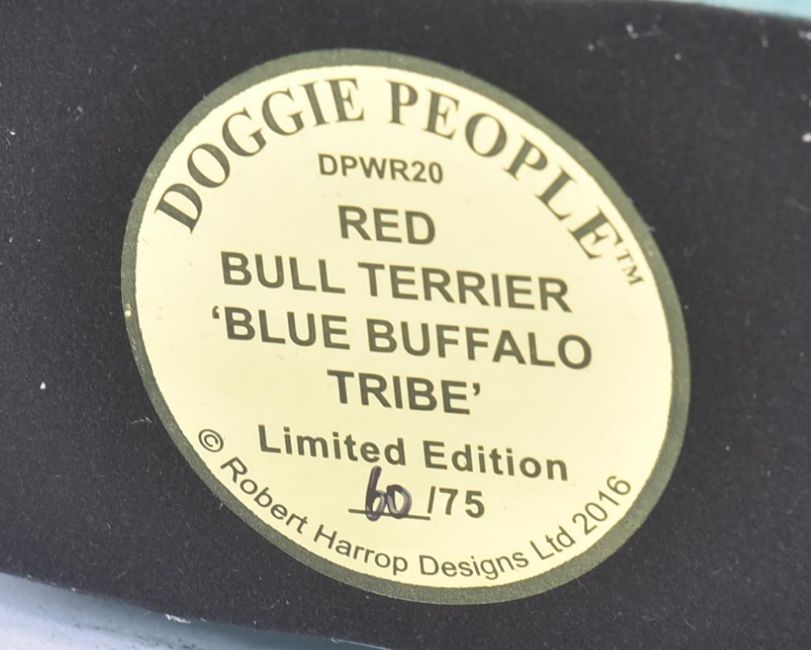 DOGGIE PEOPLE™
DPWR20
RED
BULL TERRIER
‘BLUE BUFFALO
TRIBE’
Limited Edition
60/75
© Robert Harrop Designs Ltd 2016